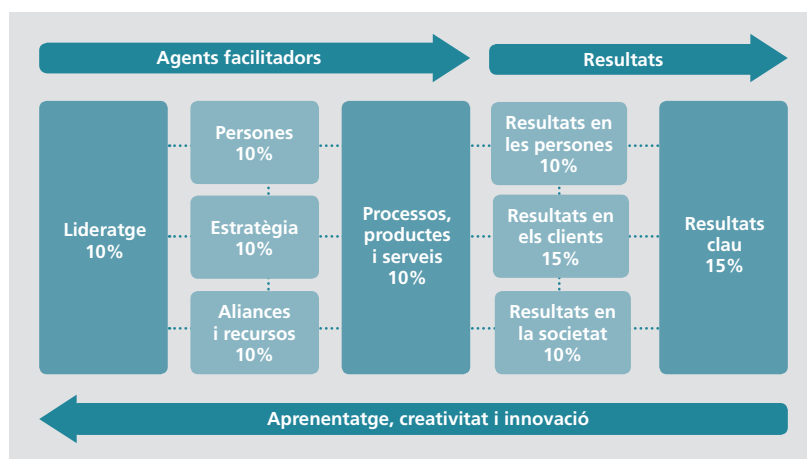 Agents facilitadors
Resultats
Lideratge
10%
Persones
10%
Estratègia
10%
Aliances
i recursos
10%
Processos,
productes
i serveis
10%
Resultats en
les persones
10%
Resultats en
els clients
15%
Resultats en
la societat
10%
Resultats
clau
15%
Aprenentatge, creativitat i innovació